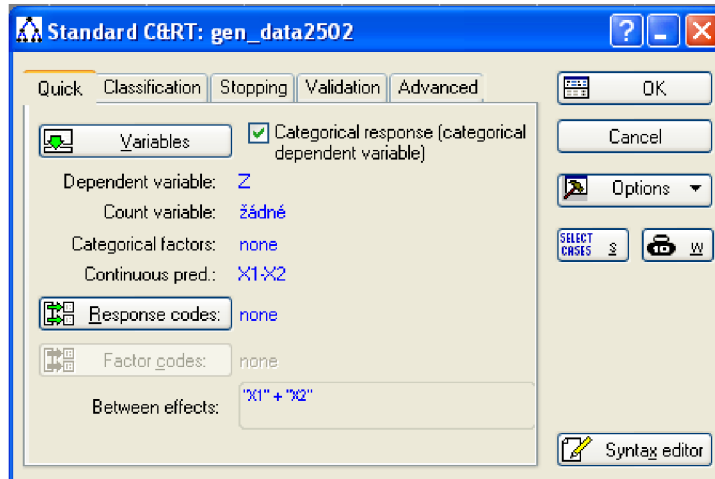 Standard C&RT: gen_data2502
Quick Classification Stopping Validation Advanced
Variables
Categorical response (categorical
dependent variable)
Dependent variable: Z
Count variable: žádné
Categorical factors: none
Continuous pred.: X1-X2
Response codes: none
Factor codes: none
Between effects: "X1" + "X2"
OK
Cancel
Options
SELECT
CASES S
W
Syntax editor